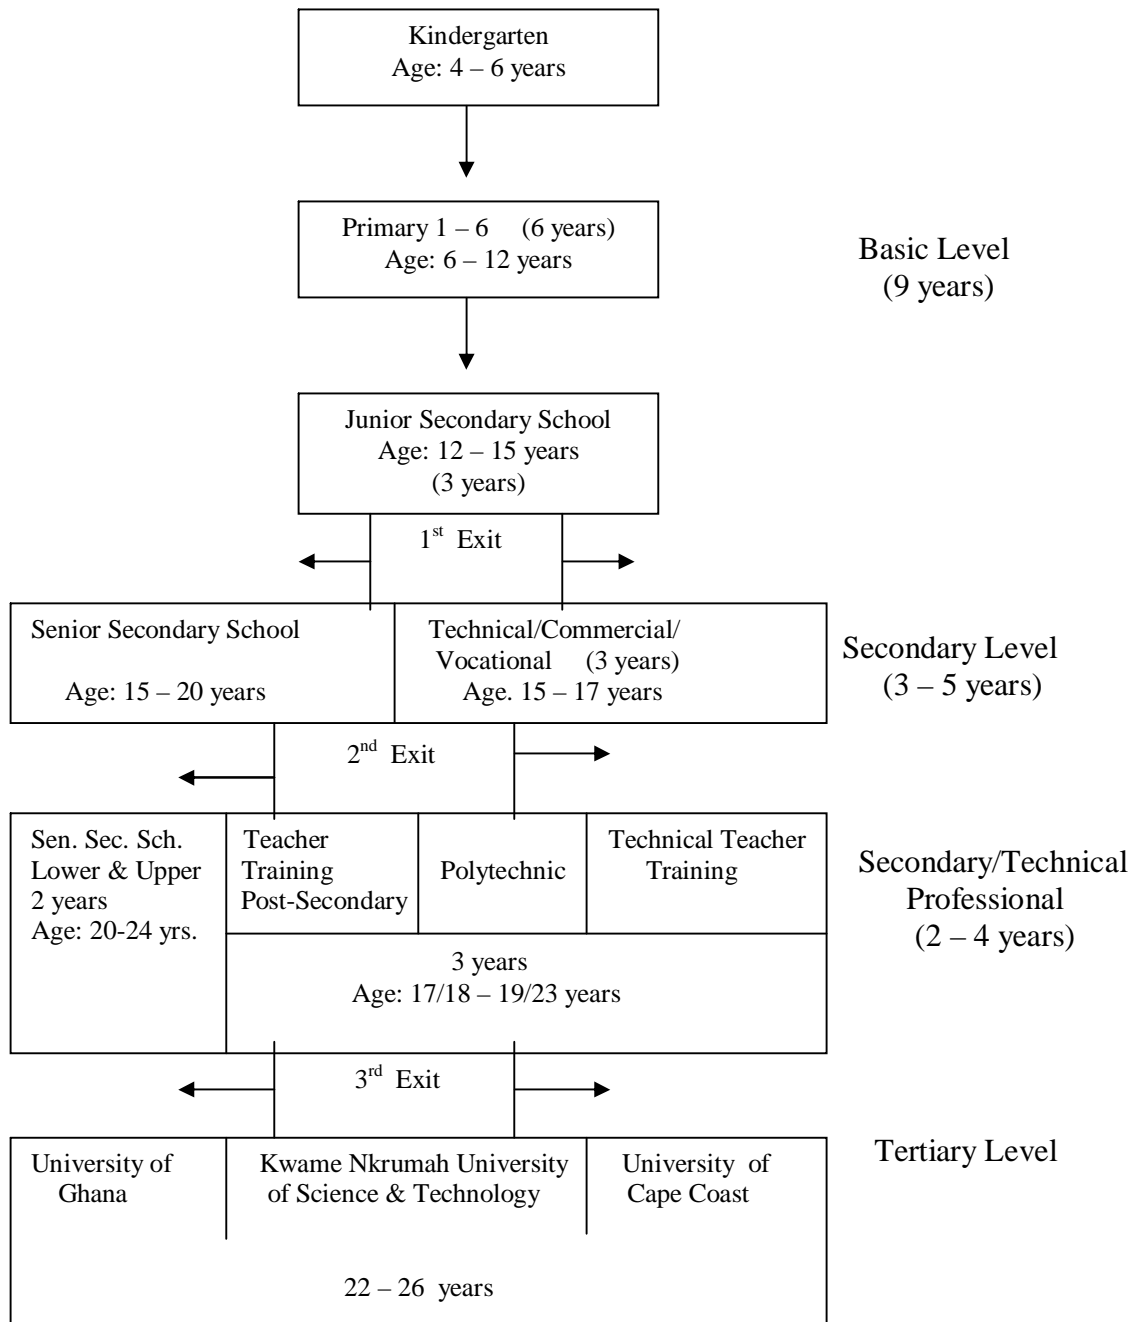 Kindergarten
Age: 4 – 6 years
Primary 1 – 6 (6 years)
Age: 6 – 12 years
Basic Level
(9 years)
Junior Secondary School
Age: 12 – 15 years
(3 years)
1st Exit
Senior Secondary School
Age: 15 – 20 years
Technical/Commercial/
Vocational (3 years)
Age. 15 – 17 years
Secondary Level
(3 – 5 years)
2nd Exit
Sen. Sec. Sch.
Lower & Upper
2 years
Age: 20-24 yrs.
Teacher
Training
Post-Secondary
Polytechnic
Technical Teacher
Training
3 years
Age: 17/18 – 19/23 years
Secondary/Technical
Professional
(2 – 4 years)
3rd Exit
University of
Ghana
Kwame Nkrumah University
of Science & Technology
University of
Cape Coast
22 – 26 years
Tertiary Level